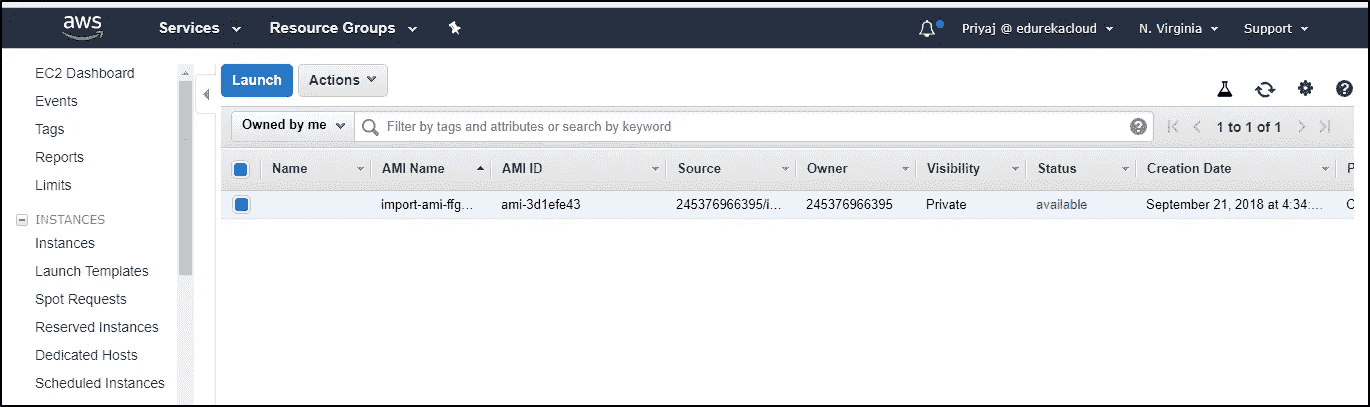 aws Services Resource Groups Priyaj @ edurekacloud N. Virginia Support
EC2 Dashboard
Events
Tags
Reports
Limits
INSTANCES
Instances
Launch Templates
Spot Requests
Reserved Instances
Dedicated Hosts
Scheduled Instances
Launch Actions
Owned by me Filter by tags and attributes or search by keyword 1 to 1 of 1
Name AMI Name AMI ID Source Owner Visibility Status Creation Date P
import-ami-ffg... ami-3d1efe43 245376966395/i... 245376966395 Private available September 21, 2018 at 4:34:...